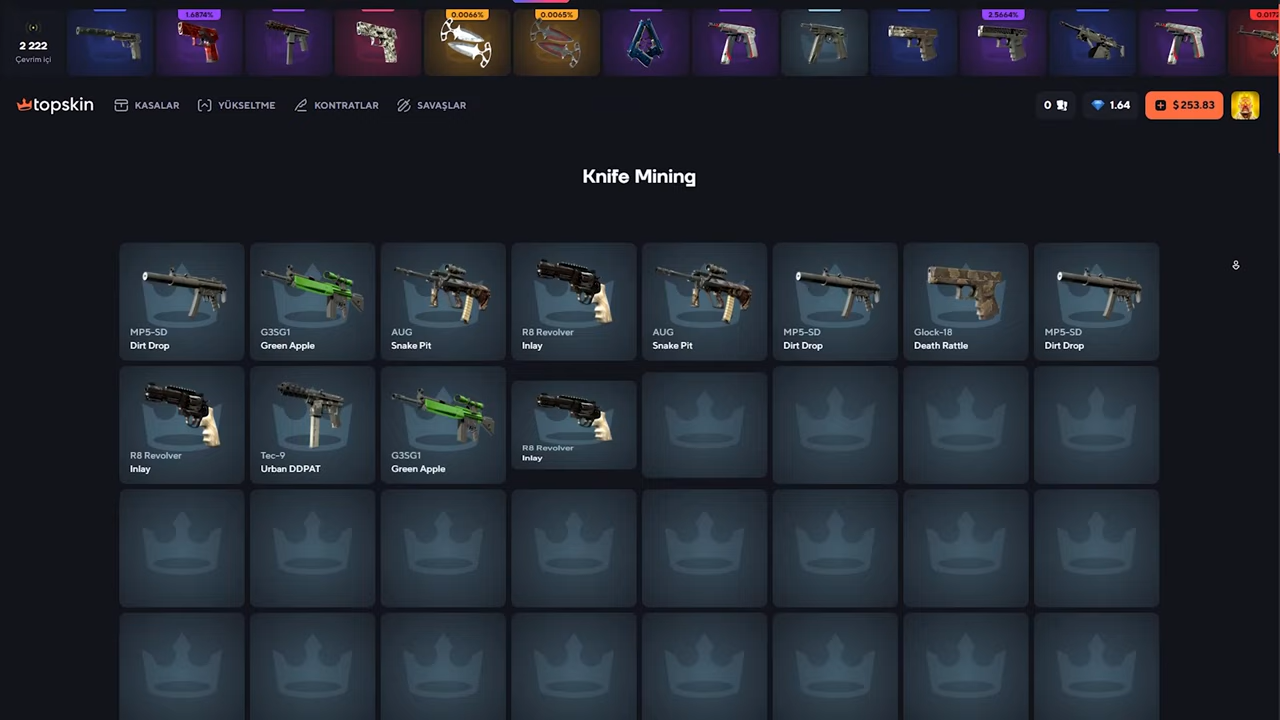 1.6874%
0.0066%
0.0065%
2.5664%
2 222
Çevrim içi
topskin
KASALAR
YÜKSELTME
KONTRATLAR
SAVAŞLAR
0
1.64
$ 253.83
Knife Mining
MP5-SD
Dirt Drop
G3SG1
Green Apple
AUG
Snake Pit
R8 Revolver
Inlay
AUG
Snake Pit
MP5-SD
Dirt Drop
Glock-18
Death Rattle
MP5-SD
Dirt Drop
R8 Revolver
Inlay
Tec-9
Urban DDPAT
G3SG1
Green Apple
R8 Revolver
Inlay